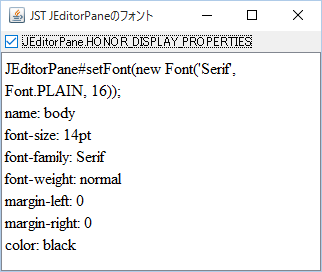 JST JEditorPaneのフォント
JEditorPane.HONOR_DISPLAY_PROPERTIES
JEditorPane#setFont(new Font('Serif',
Font.PLAIN, 16));
name: body
font-size: 14pt
font-family: Serif
font-weight: normal
margin-left: 0
margin-right: 0
color: black